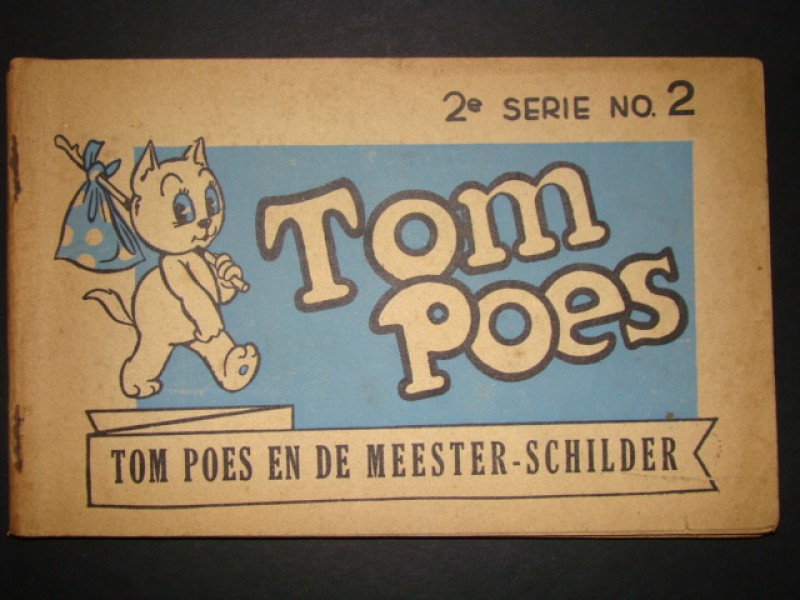 2e SERIE NO. 2
Tom
Poes
TOM POES EN DE MEESTER-SCHILDER